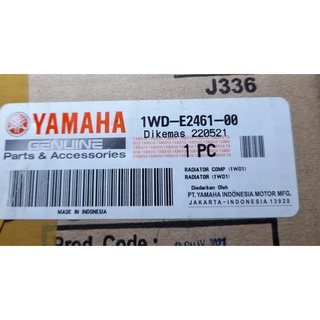 J336
YAMAHA
GENUINE
Parts & Accessories
1WD-E2461-00
Dikemas 220521
1 PC
RADIATOR COMP (1WD1)
RADIATOR (1WD1)
Diedarkan Oleh
PT.YAMAHA INDONESIA MOTOR MFG.
JAKARTA-INDONESIA 13920
MADE IN INDONESIA
Prod Code: